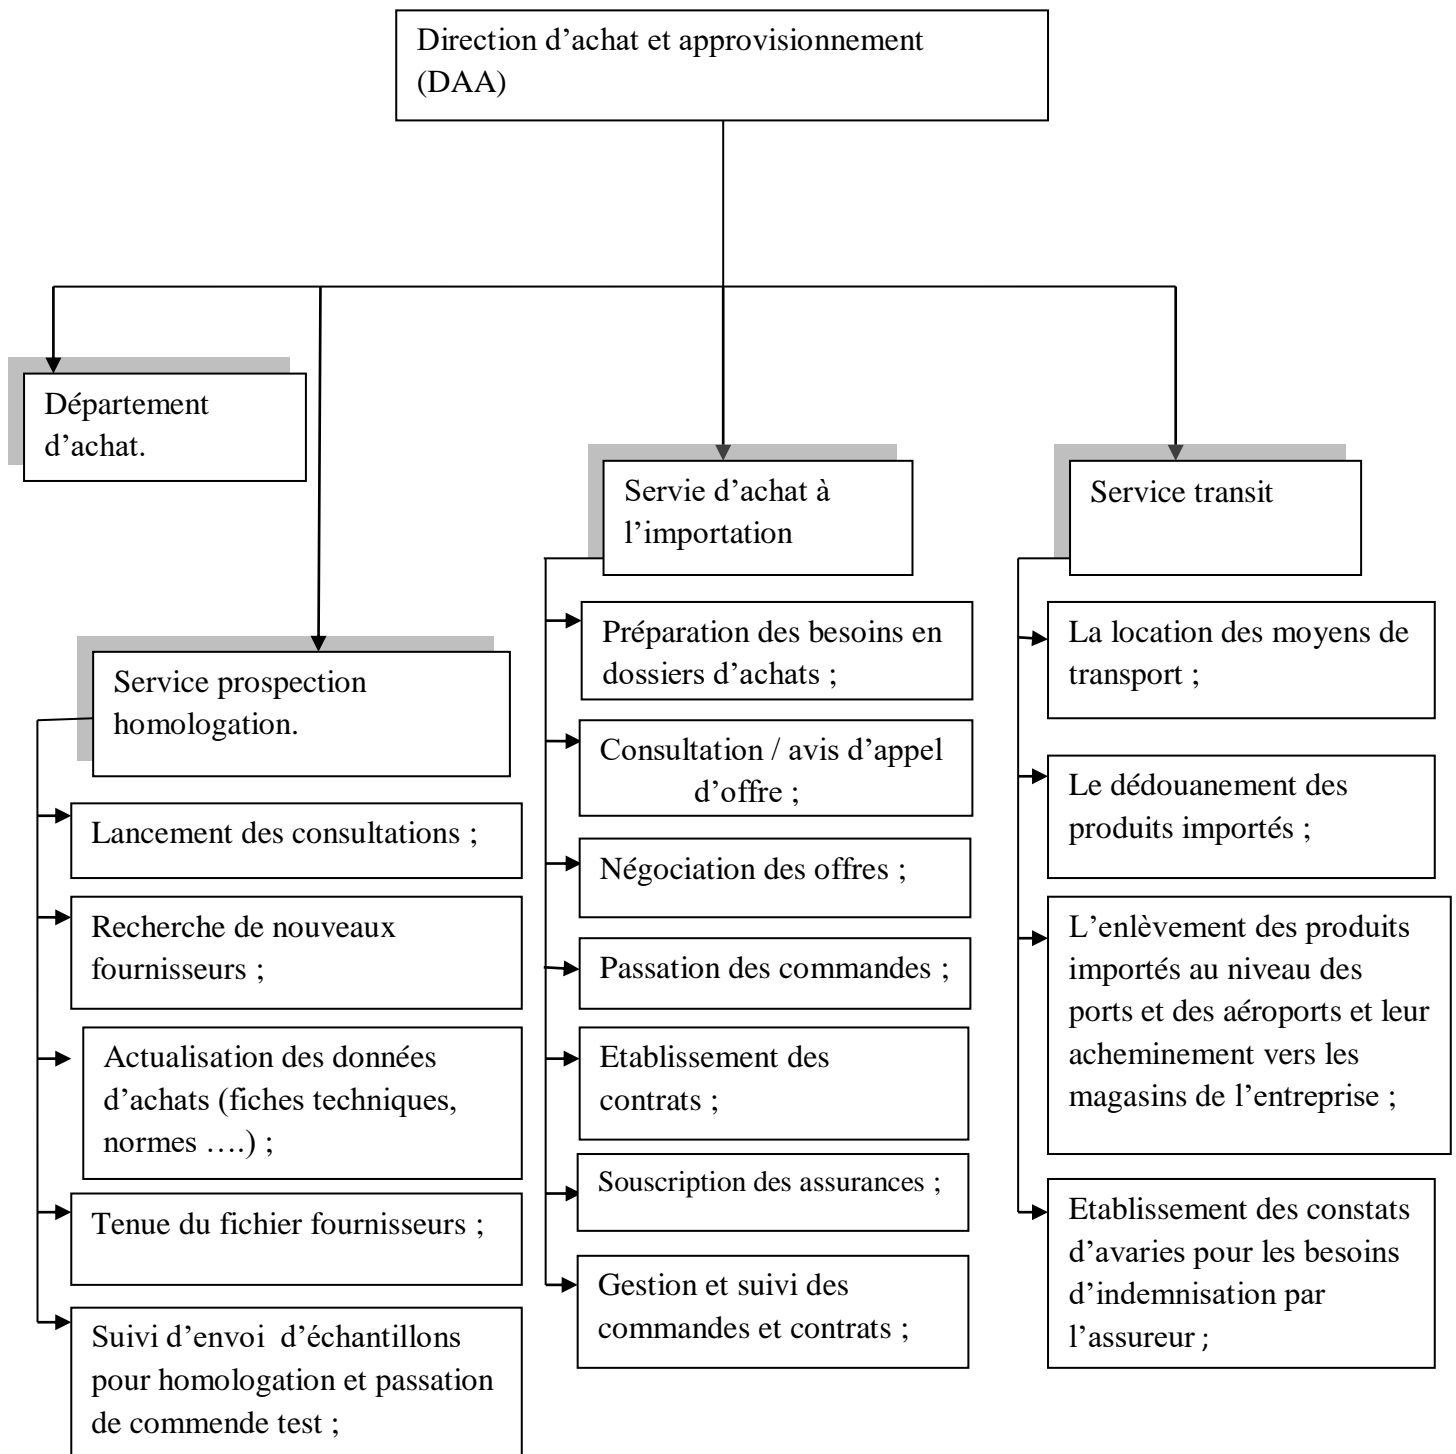 Direction d’achat et approvisionnement
(DAA)
Département
d’achat.
Service prospection
homologation.
Lancement des consultations ;
Recherche de nouveaux
fournisseurs ;
Actualisation des données
d’achats (fiches techniques,
normes ….) ;
Tenue du fichier fournisseurs ;
Suivi d’envoi d’échantillons
pour homologation et passation
de commende test ;
Servie d’achat à
l’importation
Préparation des besoins en
dossiers d’achats ;
Consultation / avis d’appel
d’offre ;
Négociation des offres ;
Passation des commandes ;
Etablissement des
contrats ;
Souscription des assurances ;
Gestion et suivi des
commandes et contrats ;
Service transit
La location des moyens de
transport ;
Le dédouanement des
produits importés ;
L’enlèvement des produits
importés au niveau des
ports et des aéroports et leur
acheminement vers les
magasins de l’entreprise ;
Etablissement des constats
d’avaries pour les besoins
d’indemnisation par
l’assureur ;